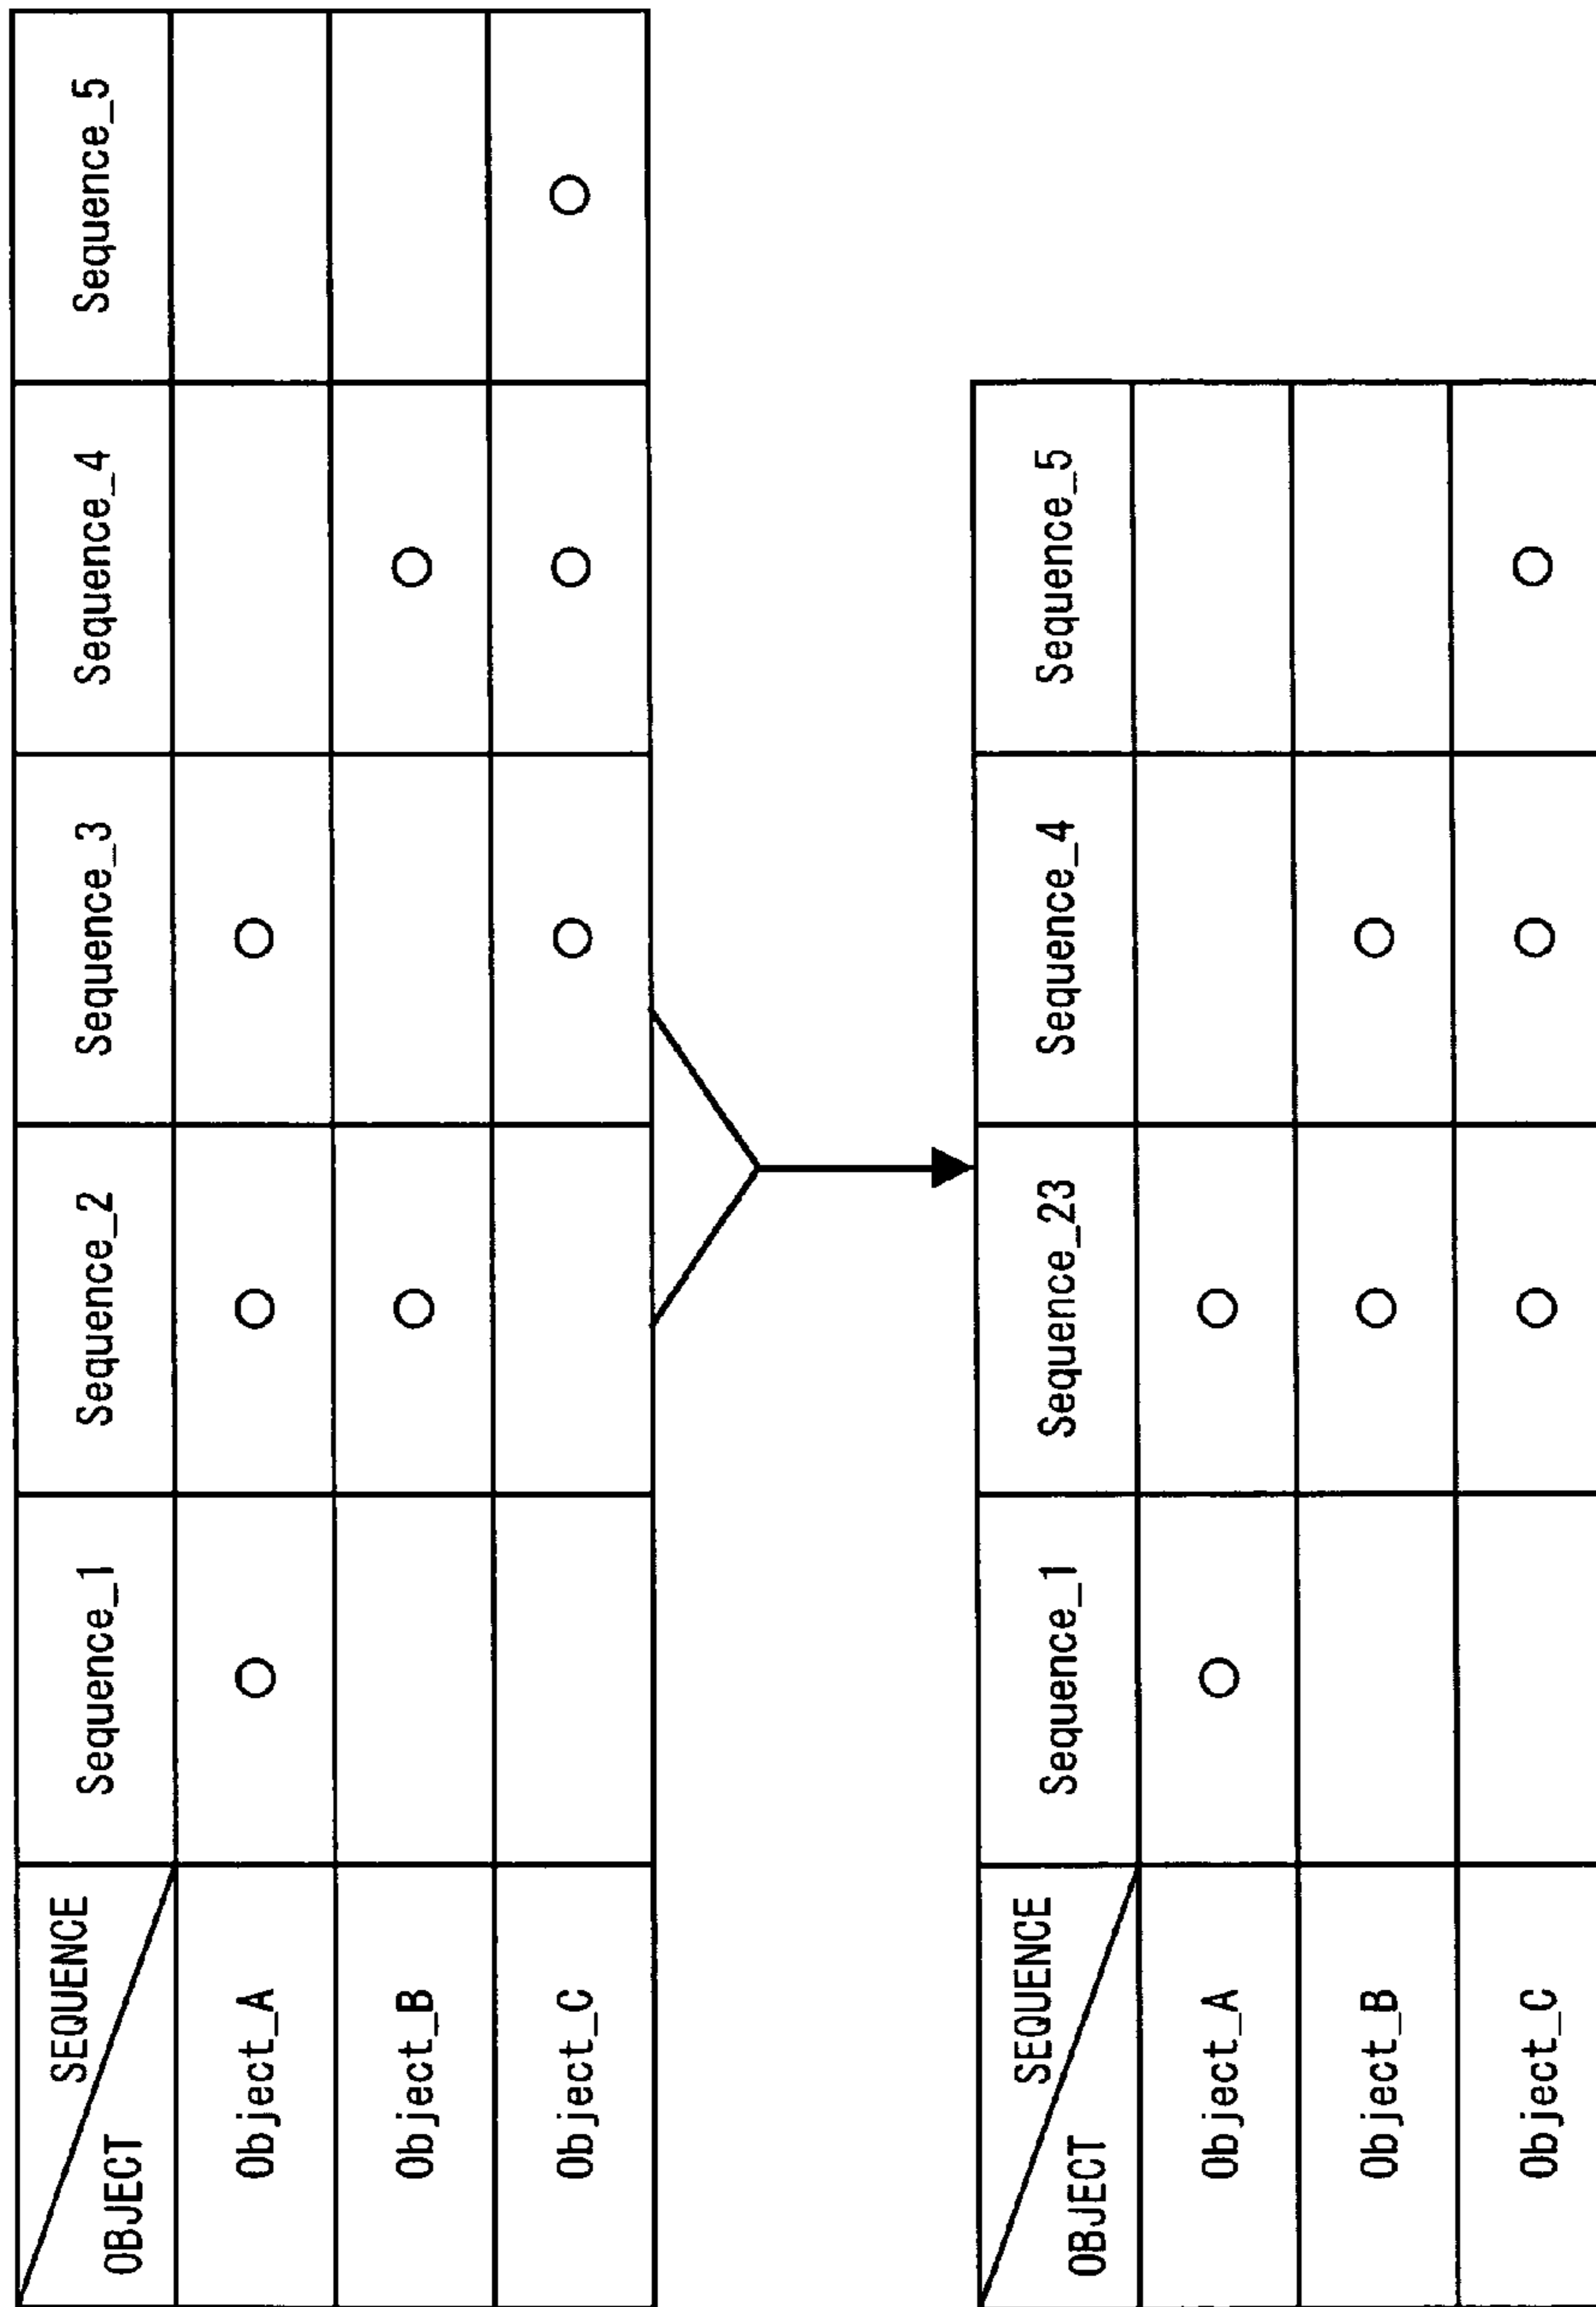 SEQUENCE
OBJECT
Sequence_1
Sequence_2
Sequence_3
Sequence_4
Sequence_5
Object_A
○
○
○
Object_B
○
○
Object_C
○
○
○
SEQUENCE
OBJECT
Sequence_1
Sequence_23
Sequence_4
Sequence_5
Object_A
○
○
Object_B
○
○
Object_C
○
○
○